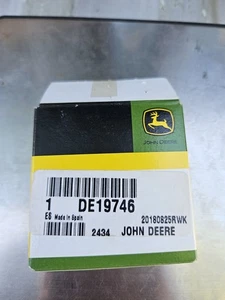 JOHN DEERE
1 DE19746
ES Made in Spain
20180825RWK
2434 JOHN DEERE